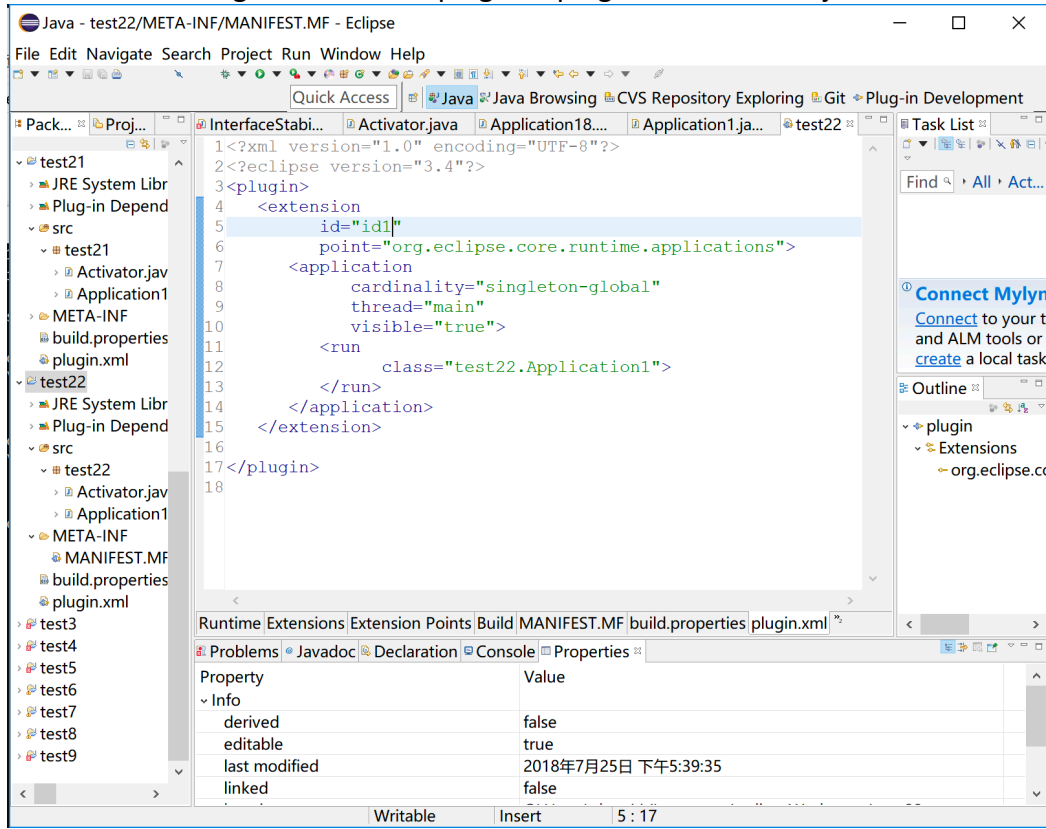 Java - test22/META-INF/MANIFEST.MF - Eclipse
File Edit Navigate Search Project Run Window Help
Quick Access Java Java Browsing CVS Repository Exploring Git Plug-in Development
Pack... Proj...
test21
JRE System Libr
Plug-in Depend
src
test21
Activator.jav
Application1
META-INF
build.properties
plugin.xml
test22
JRE System Libr
Plug-in Depend
src
test22
Activator.jav
Application1
META-INF
MANIFEST.MF
build.properties
plugin.xml
test3
test4
test5
test6
test7
test8
test9
InterfaceStabi... Activator.java Application18.... Application1.ja... test22
1 <?xml version="1.0" encoding="UTF-8"?>
2 <?eclipse version="3.4"?>
3 <plugin>
4 <extension
5 id="id1"
6 point="org.eclipse.core.runtime.applications">
7 <application
8 cardinality="singleton-global"
9 thread="main"
10 visible="true">
11 <run
12 class="test22.Application1">
13 </run>
14 </application>
15 </extension>
16
17 </plugin>
18
Runtime Extensions Extension Points Build MANIFEST.MF build.properties plugin.xml »2
Task List
Find All Act...
Connect Mylyn
Connect to your t
and ALM tools or
create a local task
Outline
plugin
Extensions
org.eclipse.co
Problems Javadoc Declaration Console Properties
Property Value
Info
derived false
editable true
last modified 2018年7月25日 下午5:39:35
linked false
Writable Insert 5 : 17